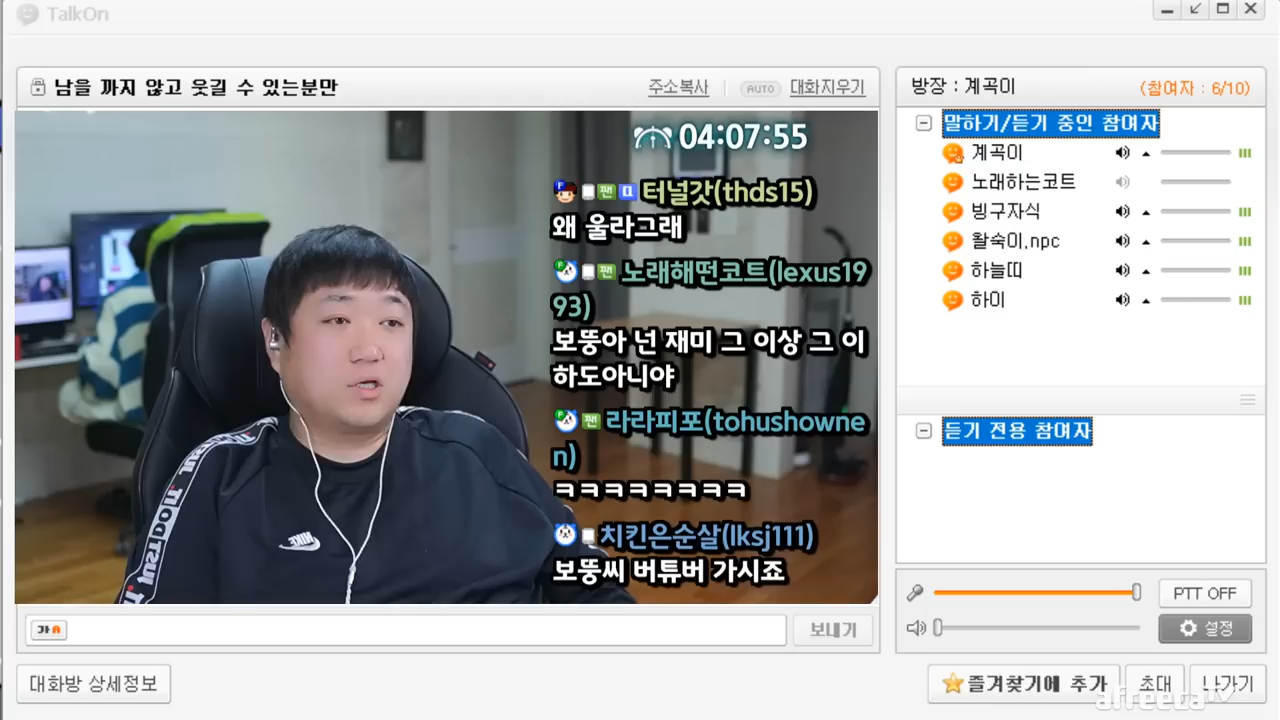 TalkOn
남을 까지 않고 웃길 수 있는분만
주소복사
AUTO
대화지우기
04:07:55
F 팬 터널갓(thds15)
왜 울라그래
F 팬 노래해떤코트(lexus19
93)
보뚱아 넌 재미 그 이상 그 이
하도아니야
F 팬 라라피포(tohushowne
n)
ㅋㅋㅋㅋㅋㅋㅋㅋ
치킨은순살(lksj111)
보뚱씨 버튜버 가시죠
NIKE
가A
보내기
대화방 상세정보
방장 : 계곡이
(참여자 : 6/10)
말하기/듣기 중인 참여자
계곡이
노래하는코트
빙구자식
왈숙이,npc
하늘띠
하이
듣기 전용 참여자
PTT OFF
설정
즐겨찾기에 추가
초대
나가기
afreecaTV